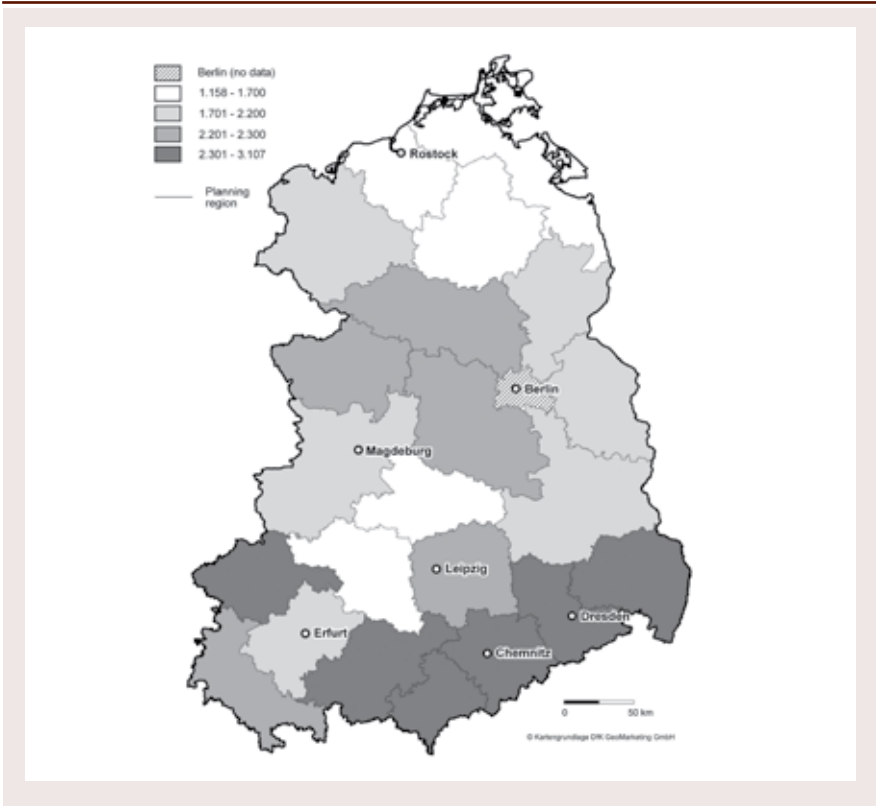 Berlin (no data)
1.158 - 1.700
1.701 - 2.200
2.201 - 2.300
2.301 - 3.107
Planning
region
Rostock
Berlin
Magdeburg
Leipzig
Dresden
Erfurt
Chemnitz
0 50 km
© Kartengrundlage DfK GeoMarketing GmbH